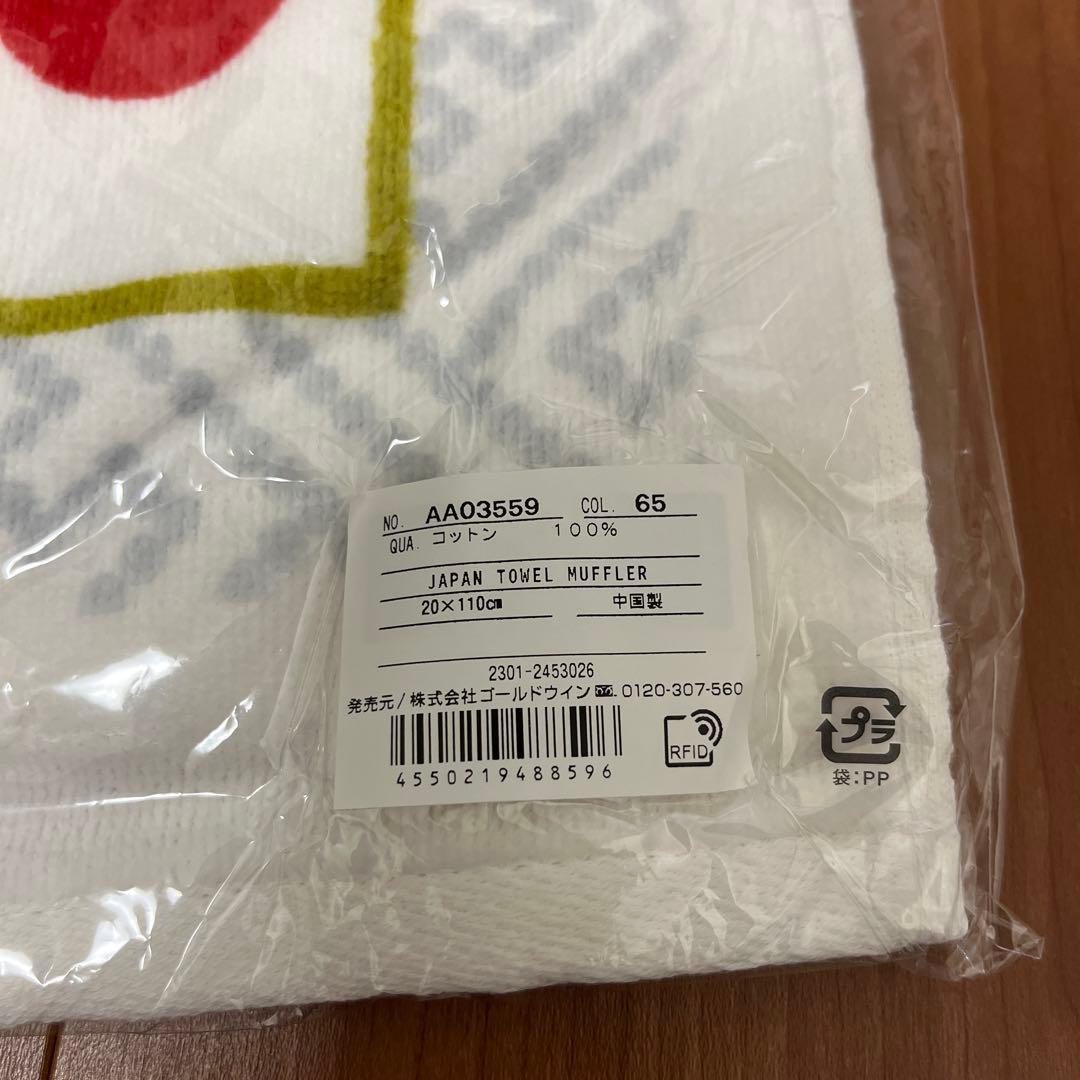 NO. AA03559 COL. 65
QUA. コットン 100%
JAPAN TOWEL MUFFLER
20×110㎝ 中国製
2301-2453026
発売元/株式会社ゴールドウイン 0120-307-560
4550219488596
RFID
プラ
袋:PP